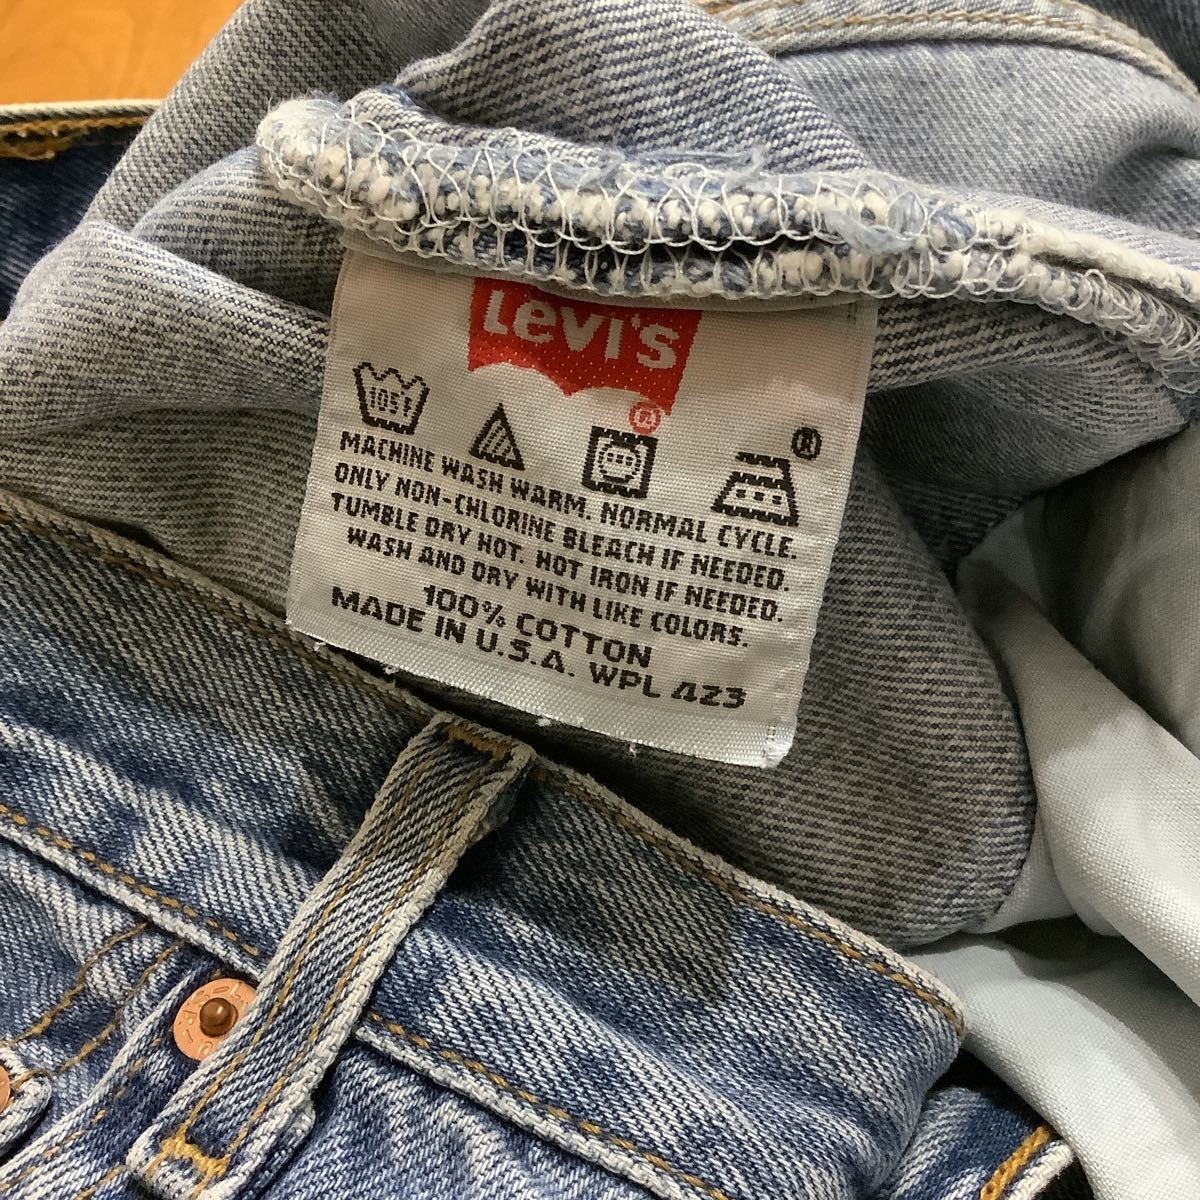 Levi's
®
105°F
®
MACHINE WASH WARM. NORMAL CYCLE.
ONLY NON-CHLORINE BLEACH IF NEEDED.
TUMBLE DRY HOT. HOT IRON IF NEEDED.
WASH AND DRY WITH LIKE COLORS.
100% COTTON
MADE IN U.S.A. WPL 423